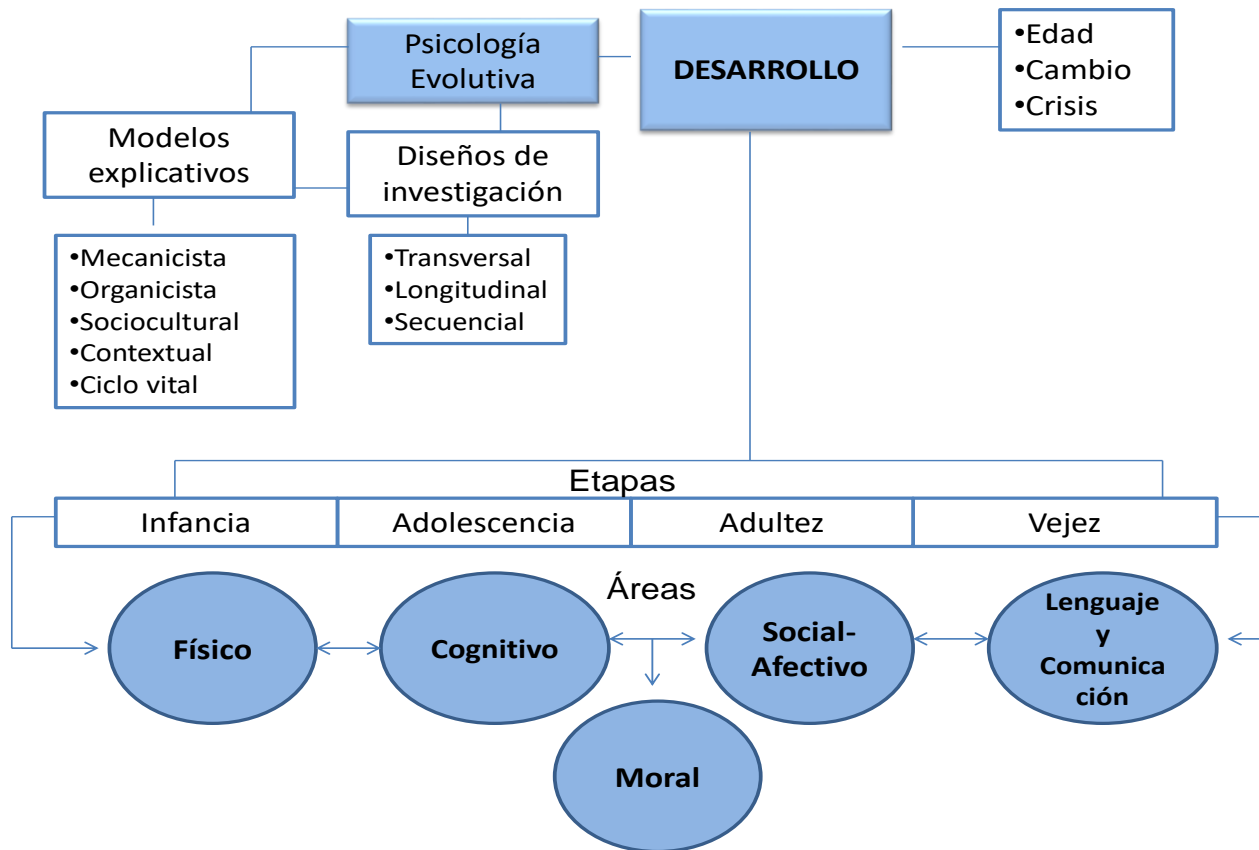 Psicología
Evolutiva
DESARROLLO
•Edad
•Cambio
•Crisis
Modelos
explicativos
Diseños de
investigación
•Mecanicista
•Organicista
•Sociocultural
•Contextual
•Ciclo vital
•Transversal
•Longitudinal
•Secuencial
Etapas
Infancia
Adolescencia
Adultez
Vejez
Áreas
Físico
Cognitivo
Social-
Afectivo
Lenguaje
y
Comunica
ción
Moral